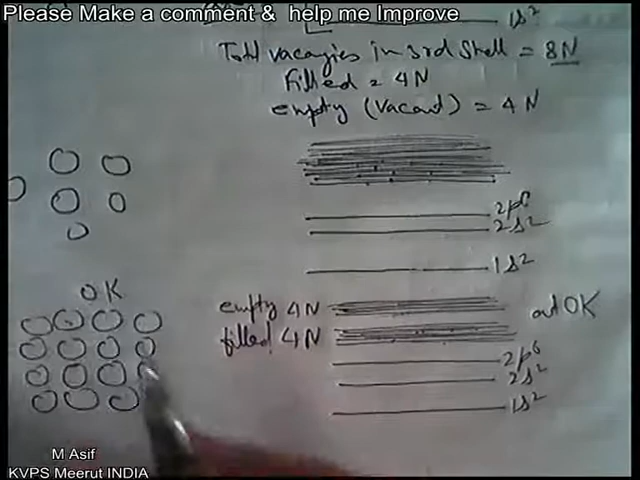 Please Make a comment & help me Improve
1s²
Total vacancies in 3rd Shell = 8N
Filled = 4N
empty (Vacant) = 4N
2p⁶
2s²
1s²
0K
empty 4N
at 0K
filled 4N
2p⁶
2s²
1s²
M Asif
KVPS Meerut INDIA